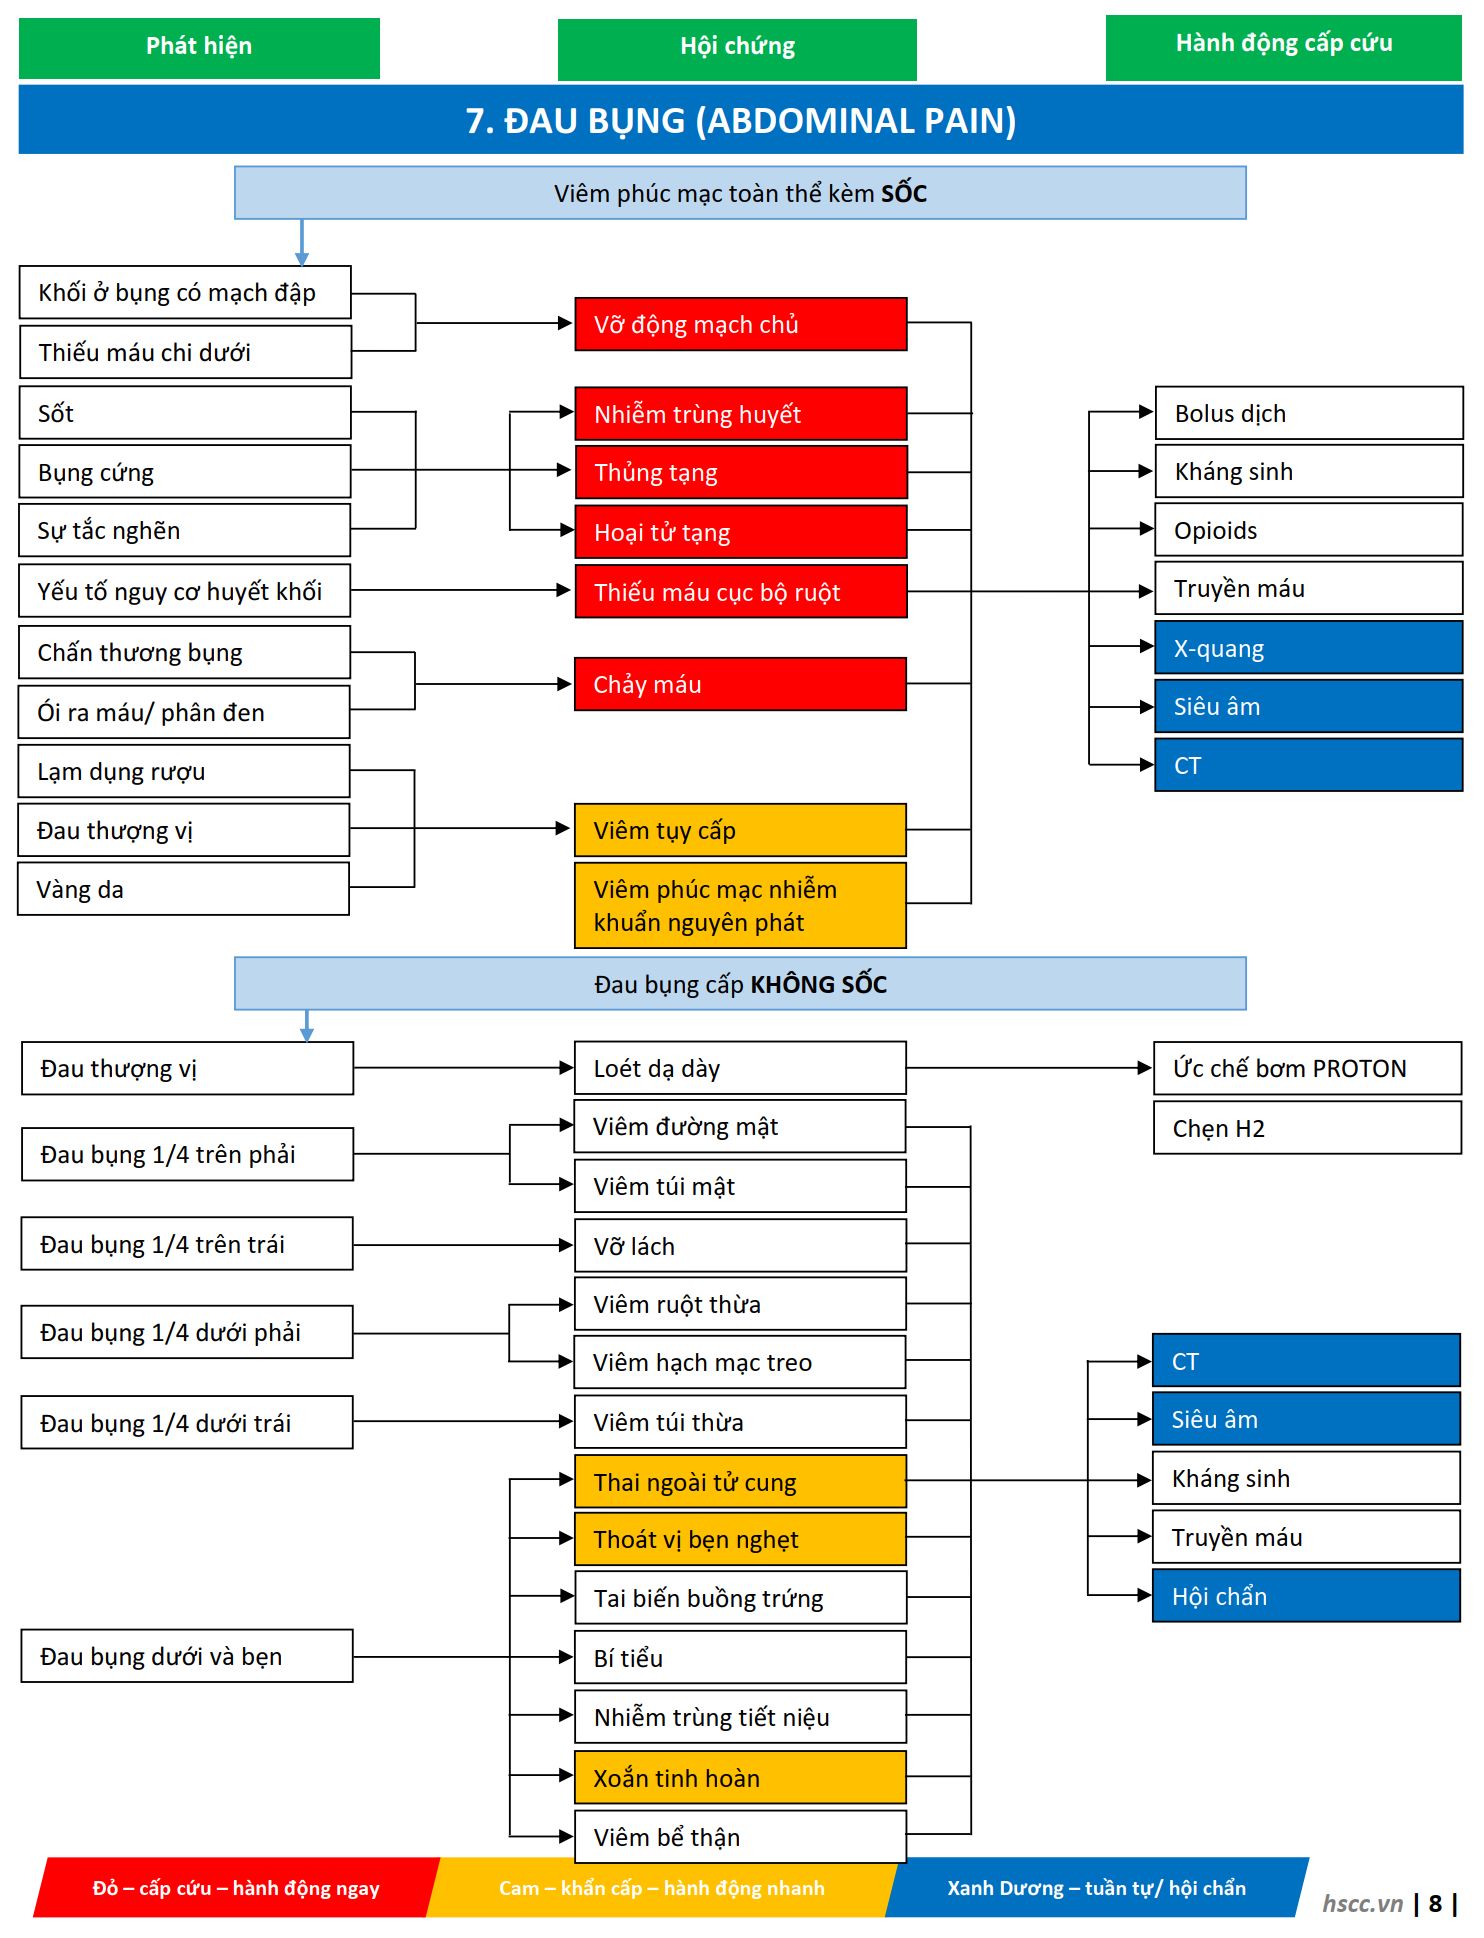 Phát hiện
Hội chứng
Hành động cấp cứu
7. ĐAU BỤNG (ABDOMINAL PAIN)
Viêm phúc mạc toàn thể kèm SỐC
Khối ở bụng có mạch đập
Thiếu máu chi dưới
Sốt
Bụng cứng
Sự tắc nghẽn
Yếu tố nguy cơ huyết khối
Chấn thương bụng
Ói ra máu/ phân đen
Lạm dụng rượu
Đau thượng vị
Vàng da
Vỡ động mạch chủ
Nhiễm trùng huyết
Thủng tạng
Hoại tử tạng
Thiếu máu cục bộ ruột
Chảy máu
Viêm tụy cấp
Viêm phúc mạc nhiễm
khuẩn nguyên phát
Bolus dịch
Kháng sinh
Opioids
Truyền máu
X-quang
Siêu âm
CT
Đau bụng cấp KHÔNG SỐC
Đau thượng vị
Đau bụng 1/4 trên phải
Đau bụng 1/4 trên trái
Đau bụng 1/4 dưới phải
Đau bụng 1/4 dưới trái
Đau bụng dưới và bẹn
Loét dạ dày
Viêm đường mật
Viêm túi mật
Vỡ lách
Viêm ruột thừa
Viêm hạch mạc treo
Viêm túi thừa
Thai ngoài tử cung
Thoát vị bẹn nghẹt
Tai biến buồng trứng
Bí tiểu
Nhiễm trùng tiết niệu
Xoắn tinh hoàn
Viêm bể thận
Ức chế bơm PROTON
Chẹn H2
CT
Siêu âm
Kháng sinh
Truyền máu
Hội chẩn
Đỏ – cấp cứu – hành động ngay
Cam – khẩn cấp – hành động nhanh
Xanh Dương – tuần tự/ hội chẩn
hscc.vn | 8 |